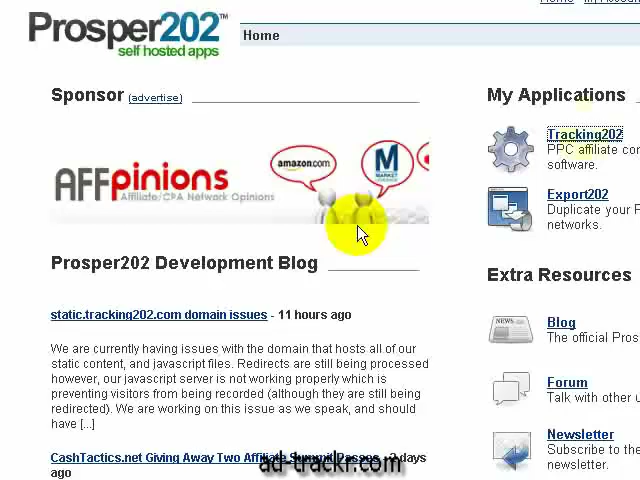 Prosper202™
self hosted apps
Home
Home
Sponsor (advertise)
AFFpinions
Affiliate/CPA Network Opinions
amazon.com
M
MARKET
Prosper202 Development Blog
static.tracking202.com domain issues - 11 hours ago
We are currently having issues with the domain that hosts all of our
static content, and javascript files. Redirects are still being processed
however, our javascript server is not working properly which is
preventing visitors from being recorded (although they are still being
redirected). We are working on this issue as we speak, and should
have [...]
CashTactics.net Giving Away Two Affiliate Summit Passes - 2 days
ago
My Applications
Tracking202
PPC affiliate
software.
Export202
Duplicate your
networks.
Extra Resources
NEWS
Blog
The official
Forum
Talk with other
Newsletter
Subscribe to the
ad-trackr.com